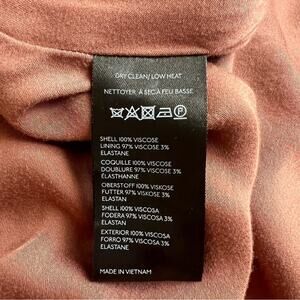 DRY CLEAN/ LOW HEAT
NETTOYER À SEC/À FEU BASSE
P
SHELL 100% VISCOSE
LINING 97% VISCOSE 3%
ELASTANE
COQUILLE 100% VISCOSE
DOUBLURE 97% VISCOSE 3%
ÉLASTHANNE
OBERSTOFF 100% VISKOSE
FUTTER 97% VISKOSE 3%
ELASTAN
SHELL 100% VISCOSA
FODERA 97% VISCOSA 3%
ELASTANE
EXTERIOR 100% VISCOSA
FORRO 97% VISCOSA 3%
ELASTANE
MADE IN VIETNAM